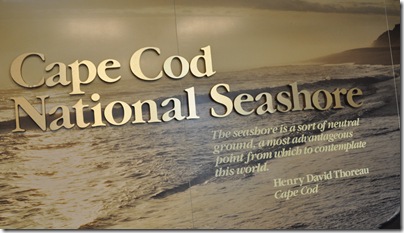 Cape Cod
National Seashore
The seashore is a sort of neutral
ground, a most advantageous
point from which to contemplate
this world.
Henry David Thoreau
Cape Cod